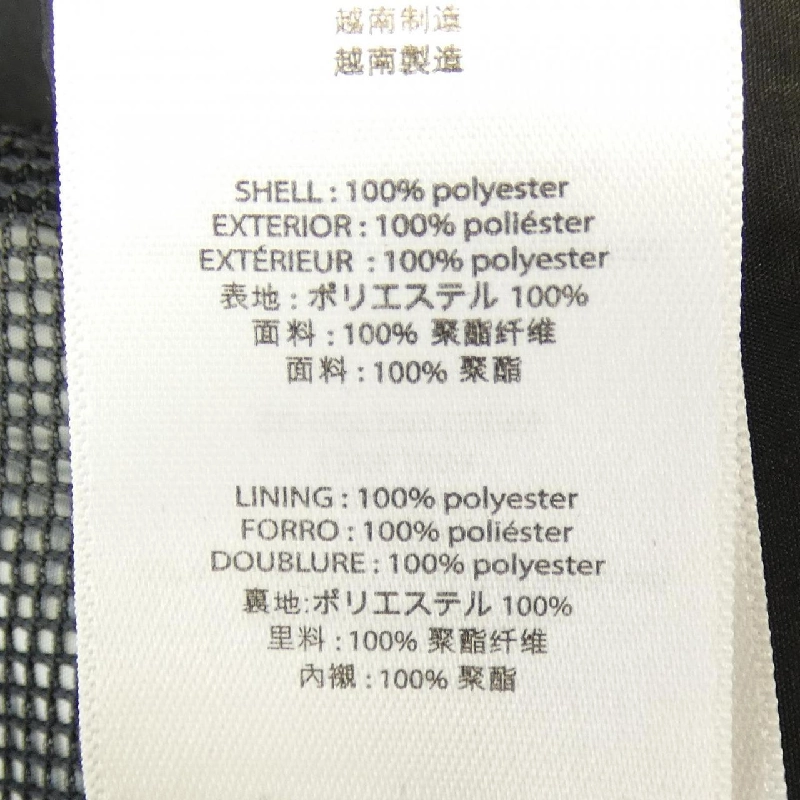 越南制造
越南製造
SHELL : 100% polyester
EXTERIOR : 100% poliéster
EXTÉRIEUR : 100% polyester
表地 : ポリエステル 100%
面料 : 100% 聚酯纤维
面料 : 100% 聚酯
LINING : 100% polyester
FORRO : 100% poliéster
DOUBLURE : 100% polyester
裏地:ポリエステル 100%
里料 : 100% 聚酯纤维
內襯 : 100% 聚酯